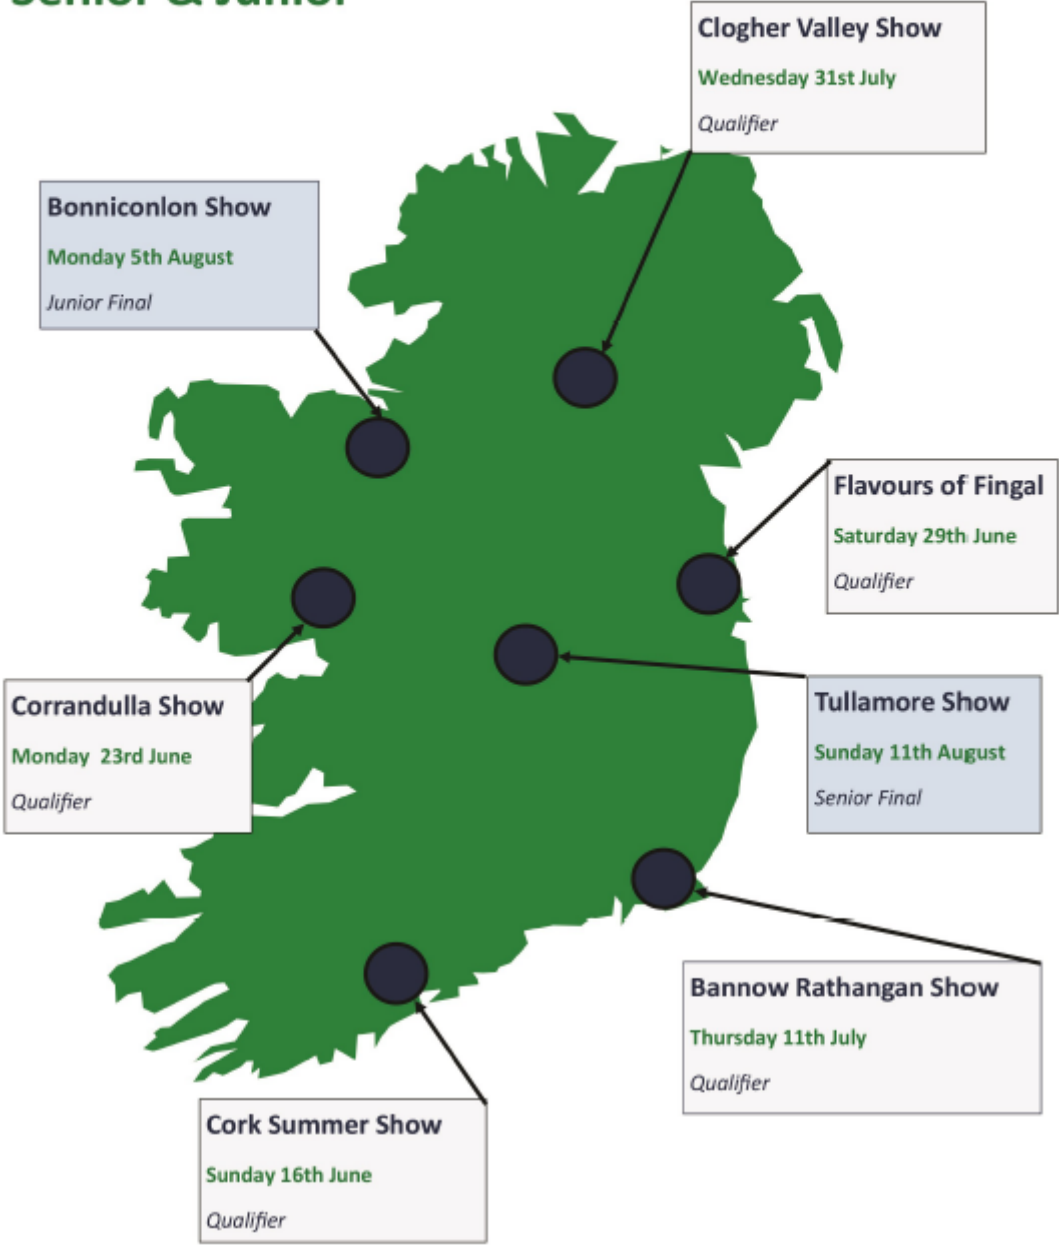 Senior & Junior
Clogher Valley Show
Wednesday 31st July
Qualifier
Bonniconlon Show
Monday 5th August
Junior Final
Flavours of Fingal
Saturday 29th June
Qualifier
Corrandulla Show
Monday  23rd June
Qualifier
Tullamore Show
Sunday 11th August
Senior Final
Bannow Rathangan Show
Thursday 11th July
Qualifier
Cork Summer Show
Sunday 16th June
Qualifier